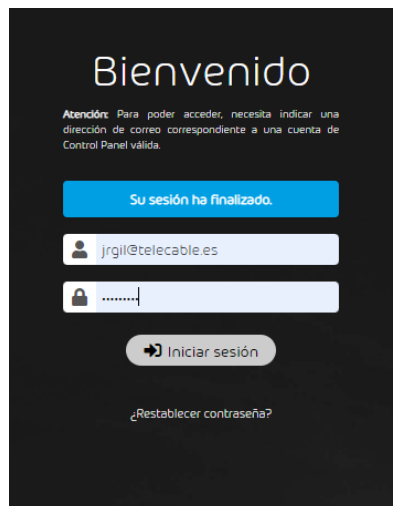 Bienvenido
Atención: Para poder acceder, necesita indicar una
dirección de correo correspondiente a una cuenta de
Control Panel válida.
Su sesión ha finalizado.
jrgil@telecable.es
.........
Iniciar sesión
¿Restablecer contraseña?